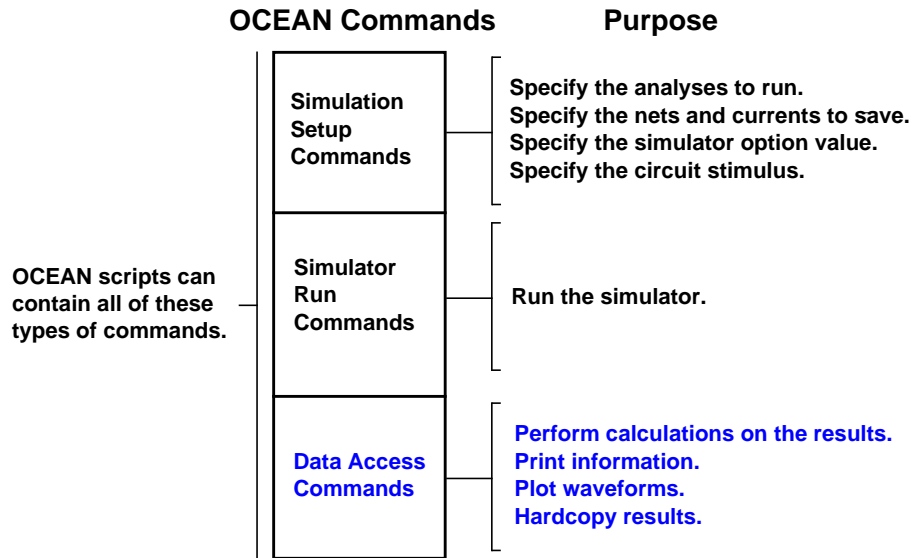 OCEAN Commands
Purpose
Simulation
Setup
Commands
Specify the analyses to run.
Specify the nets and currents to save.
Specify the simulator option value.
Specify the circuit stimulus.
OCEAN scripts can
contain all of these
types of commands.
Simulator
Run
Commands
Run the simulator.
Data Access
Commands
Perform calculations on the results.
Print information.
Plot waveforms.
Hardcopy results.